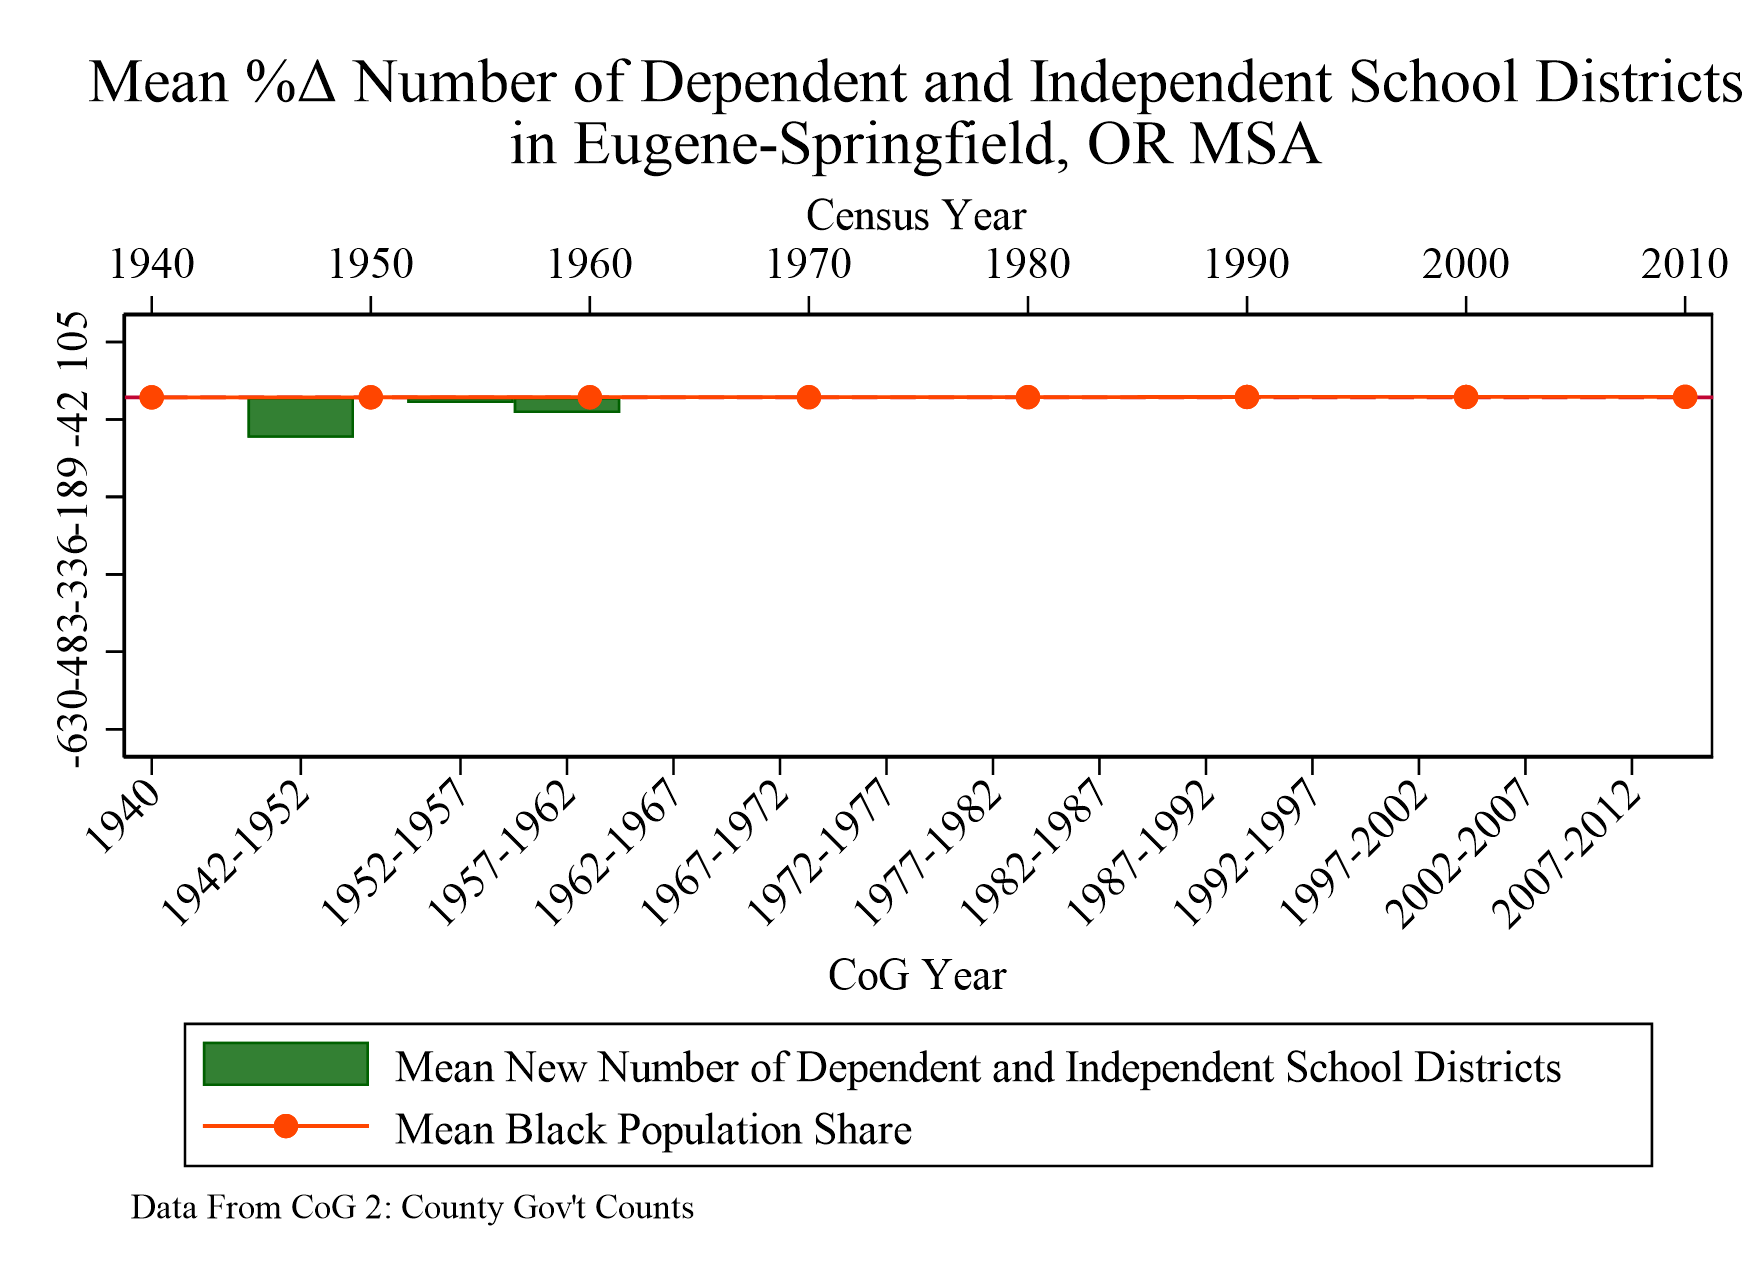 Mean %Δ Number of Dependent and Independent School Districts
in Eugene-Springfield, OR MSA
Census Year
1940 1950 1960 1970 1980 1990 2000 2010
105
-42
-189
-336
-483
-630
1940 1942-1952 1952-1957 1957-1962 1962-1967 1967-1972 1972-1977 1977-1982 1982-1987 1987-1992 1992-1997 1997-2002 2002-2007 2007-2012
CoG Year
Mean New Number of Dependent and Independent School Districts
Mean Black Population Share
Data From CoG 2: County Gov't Counts